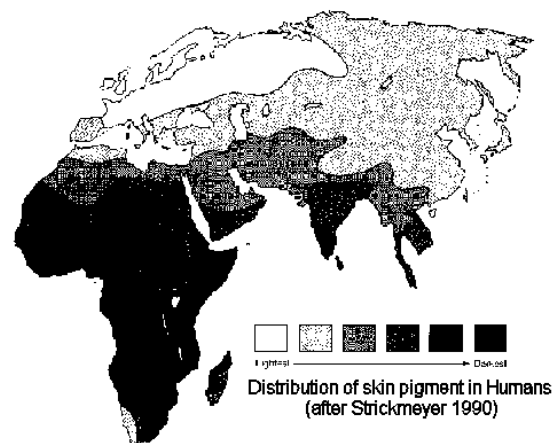 Lightest Darkest
Distribution of skin pigment in Humans
(after Strickmeyer 1990)